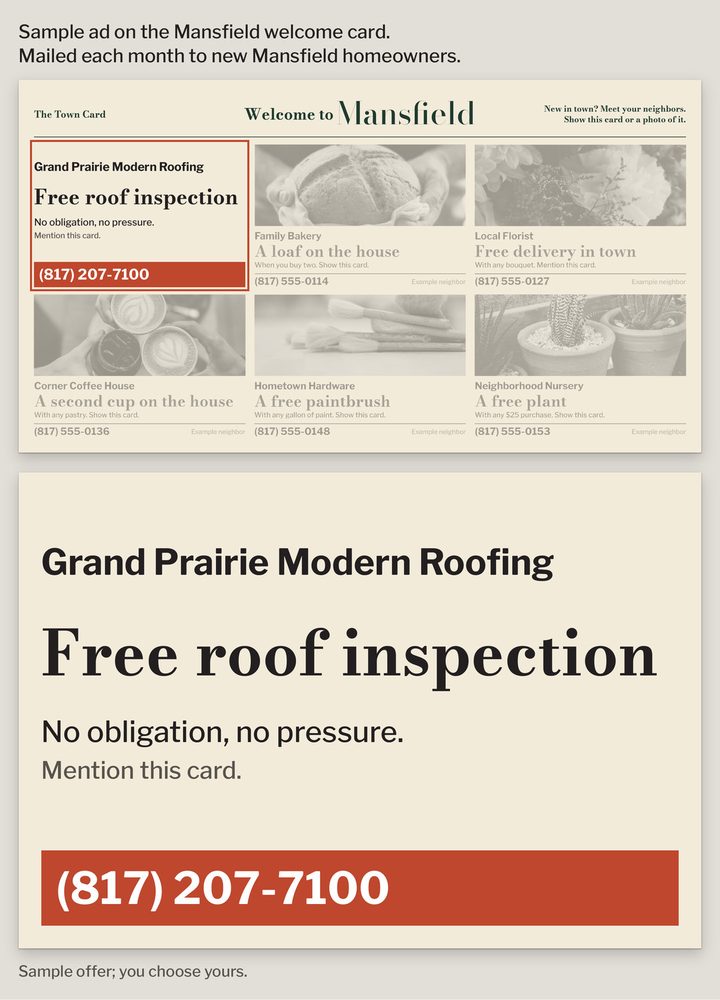 Sample ad on the Mansfield welcome card.
Mailed each month to new Mansfield homeowners.
The Town Card
Welcome to Mansfield
New in town? Meet your neighbors.
Show this card or a photo of it.
Grand Prairie Modern Roofing
Free roof inspection
No obligation, no pressure.
Mention this card.
(817) 207-7100
Family Bakery
A loaf on the house
When you buy two. Show this card.
(817) 555-0114
Example neighbor
Local Florist
Free delivery in town
With any bouquet. Mention this card.
(817) 555-0127
Example neighbor
Corner Coffee House
A second cup on the house
With any pastry. Show this card.
(817) 555-0136
Example neighbor
Hometown Hardware
A free paintbrush
With any gallon of paint. Show this card.
(817) 555-0148
Example neighbor
Neighborhood Nursery
A free plant
With any $25 purchase. Show this card.
(817) 555-0153
Example neighbor
Grand Prairie Modern Roofing
Free roof inspection
No obligation, no pressure.
Mention this card.
(817) 207-7100
Sample offer; you choose yours.